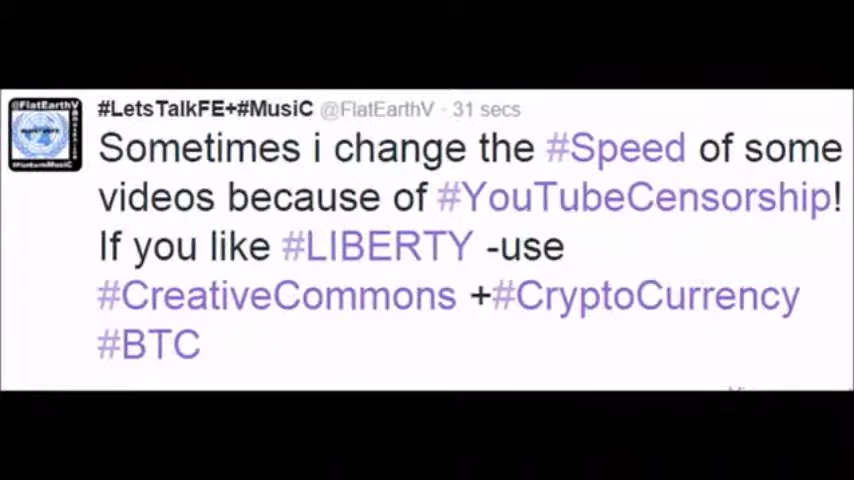 @FlatEarthV
#LetsTalkFE+#MusiC @FlatEarthV · 31 secs
Sometimes i change the #Speed of some
videos because of #YouTubeCensorship!
If you like #LIBERTY -use
#CreativeCommons +#CryptoCurrency
#BTC